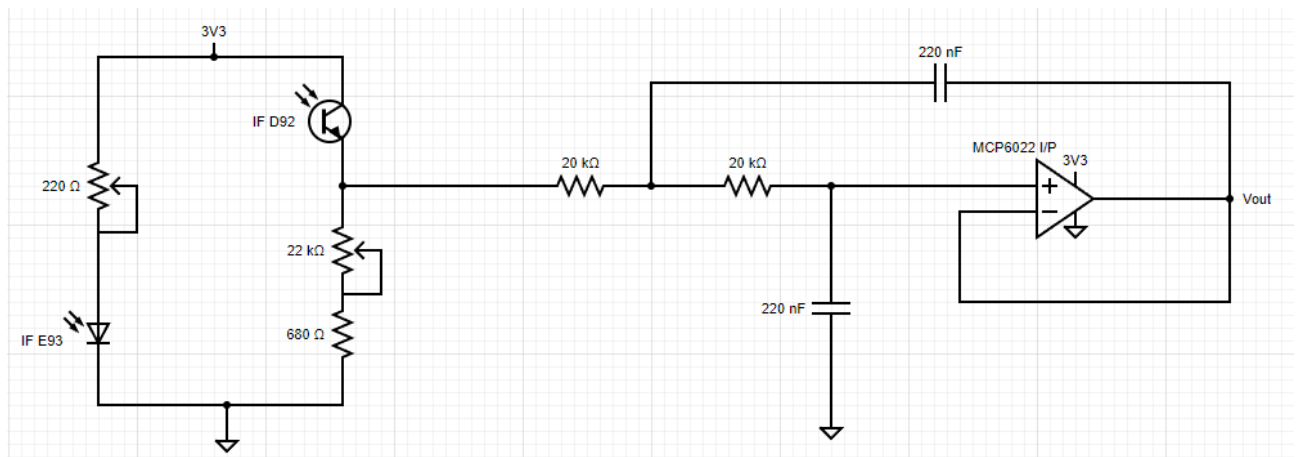 3V3
220 nF
IF D92
MCP6022 I/P
20 kΩ
20 kΩ
3V3
220 Ω
+
Vout
−
22 kΩ
220 nF
680 Ω
IF E93